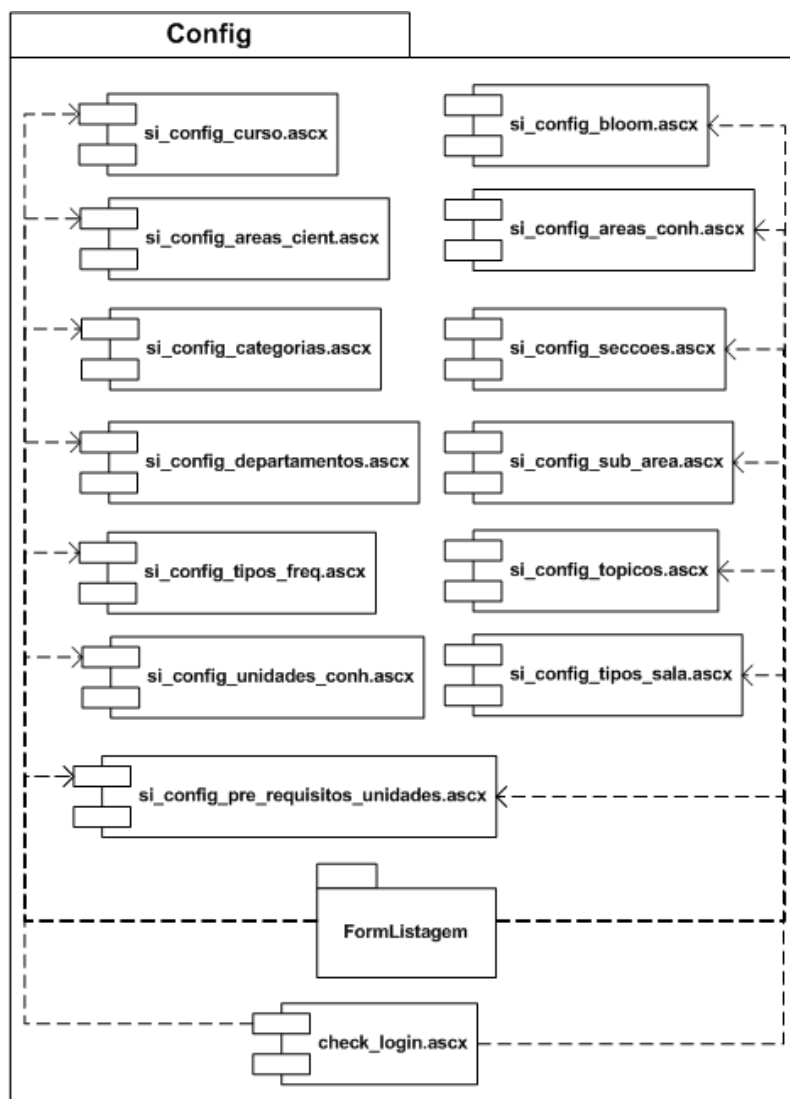 Config
si_config_curso.ascx
si_config_bloom.ascx
si_config_areas_cient.ascx
si_config_areas_conh.ascx
si_config_categorias.ascx
si_config_seccoes.ascx
si_config_departamentos.ascx
si_config_sub_area.ascx
si_config_tipos_freq.ascx
si_config_topicos.ascx
si_config_unidades_conh.ascx
si_config_tipos_sala.ascx
si_config_pre_requisitos_unidades.ascx
FormListagem
check_login.ascx